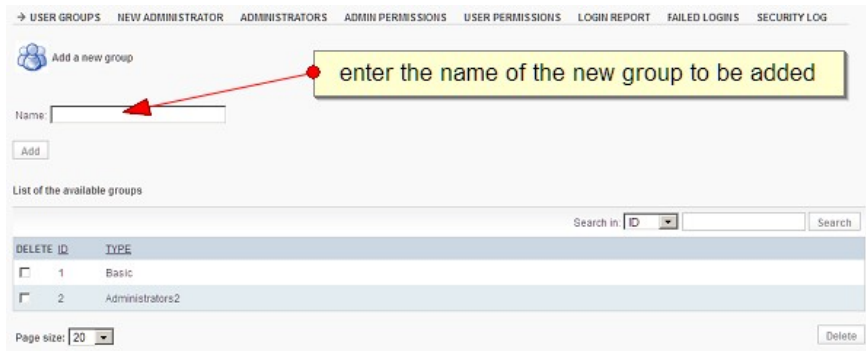 → USER GROUPS NEW ADMINISTRATOR ADMINISTRATORS ADMIN PERMISSIONS USER PERMISSIONS LOGIN REPORT FAILED LOGINS SECURITY LOG
Add a new group
enter the name of the new group to be added
Name:
Add
List of the available groups
Search in: ID Search
DELETE ID TYPE
1 Basic
2 Administrators2
Page size: 20 Delete